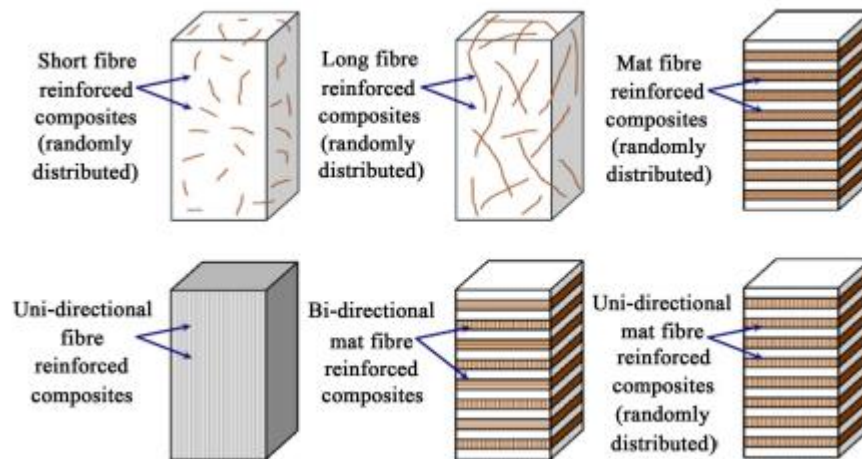 Short fibre
reinforced
composites
(randomly
distributed)
Long fibre
reinforced
composites
(randomly
distributed)
Mat fibre
reinforced
composites
(randomly
distributed)
Uni-directional
fibre
reinforced
composites
Bi-directional
mat fibre
reinforced
composites
Uni-directional
mat fibre
reinforced
composites
(randomly
distributed)